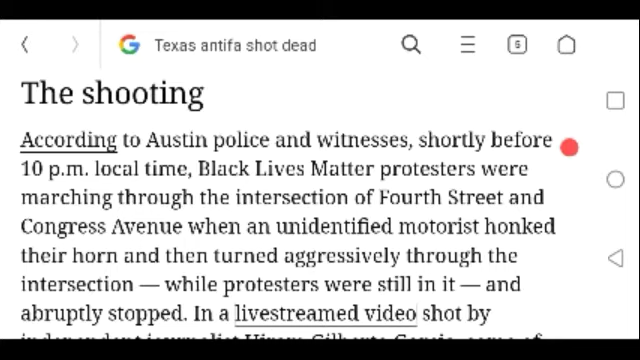 Texas antifa shot dead
5
The shooting
According to Austin police and witnesses, shortly before
10 p.m. local time, Black Lives Matter protesters were
marching through the intersection of Fourth Street and
Congress Avenue when an unidentified motorist honked
their horn and then turned aggressively through the
intersection — while protesters were still in it — and
abruptly stopped. In a livestreamed video shot by